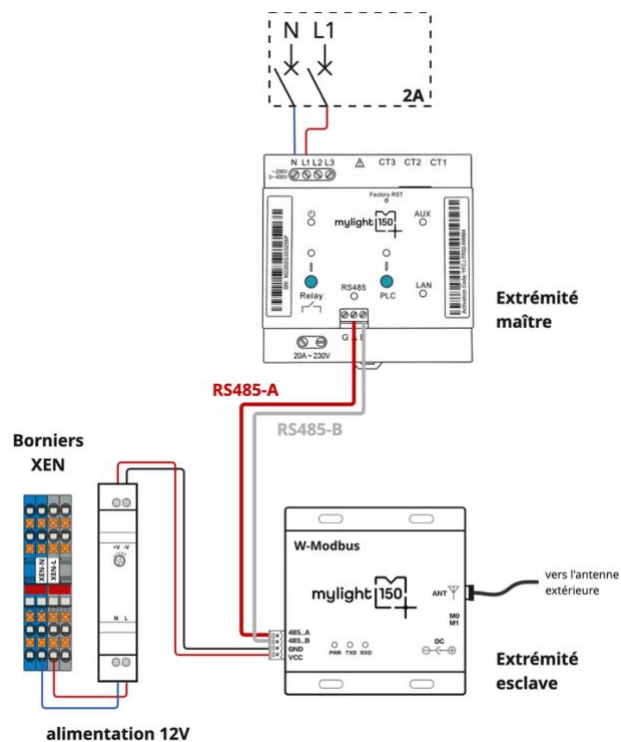 N L1
2A
N L1 L2 L3
CT3 CT2 CT1
~230V
Factory RST
mylight 150
AUX
RS485
Relay
PLC
LAN
G A
20A ~ 230V
Extrémité
maître
RS485-A
RS485-B
Borniers
XEN
XEN-N
XEN-L
+V -V
N L
W-Modbus
mylight 150
ANT
M0
M1
DC
485_A
485_B
GND
VCC
PWR TXD RXD
vers l'antenne
extérieure
Extrémité
esclave
alimentation 12V